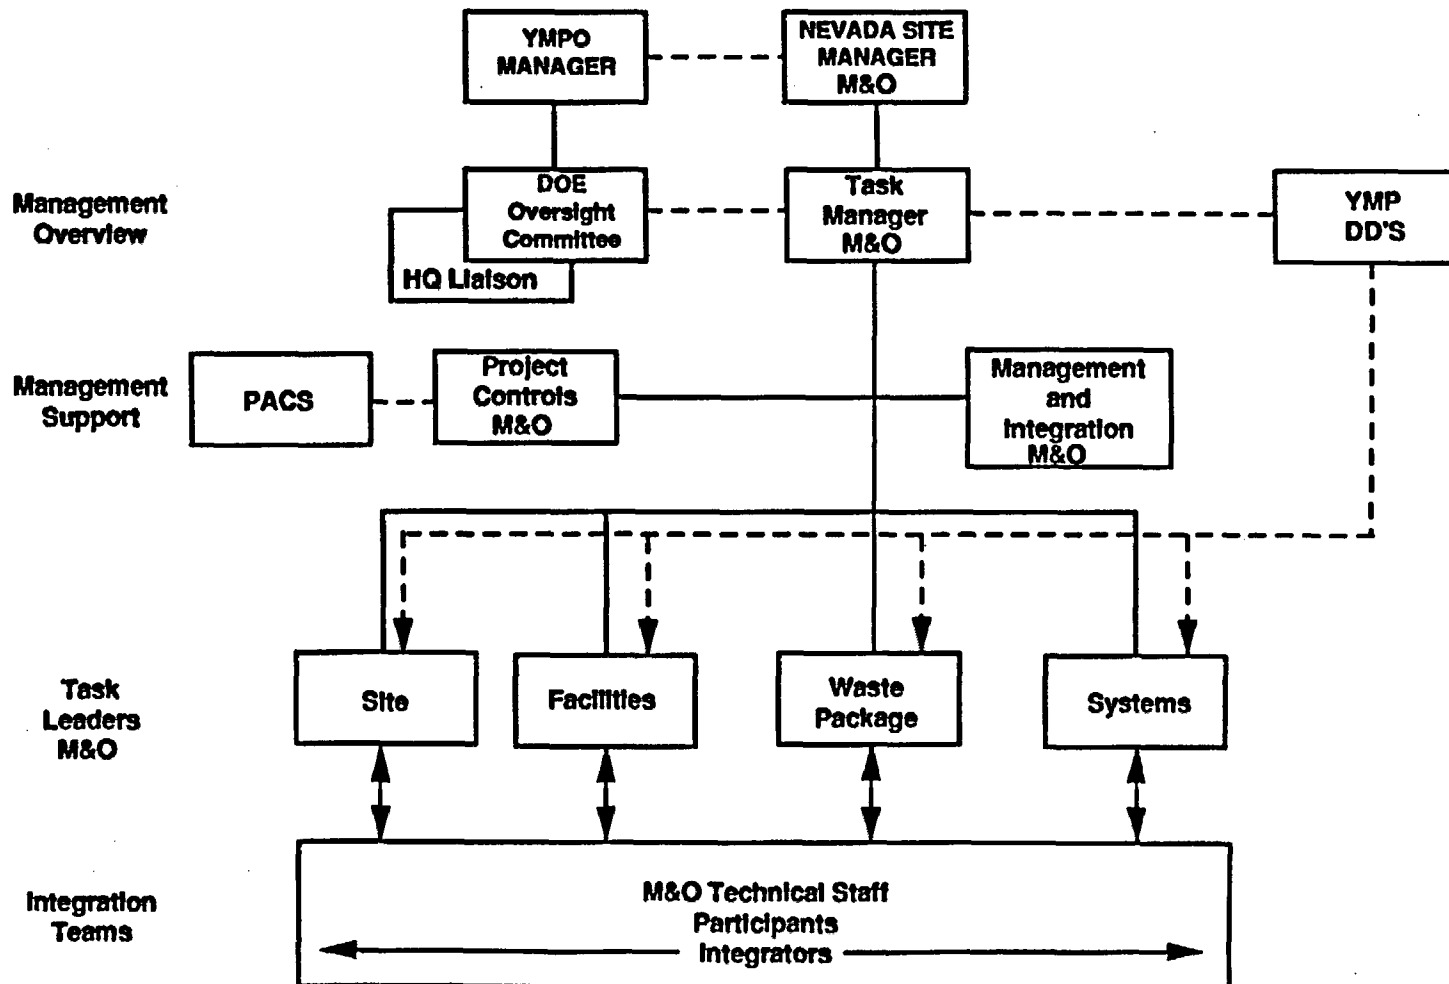 YMPO
MANAGER
NEVADA SITE
MANAGER
M&O
Management
Overview
DOE
Oversight
Committee
HQ Liaison
Task
Manager
M&O
YMP
DD'S
Management
Support
PACS
Project
Controls
M&O
Management
and
Integration
M&O
Task
Leaders
M&O
Site
Facilities
Waste
Package
Systems
Integration
Teams
M&O Technical Staff
Participants
Integrators